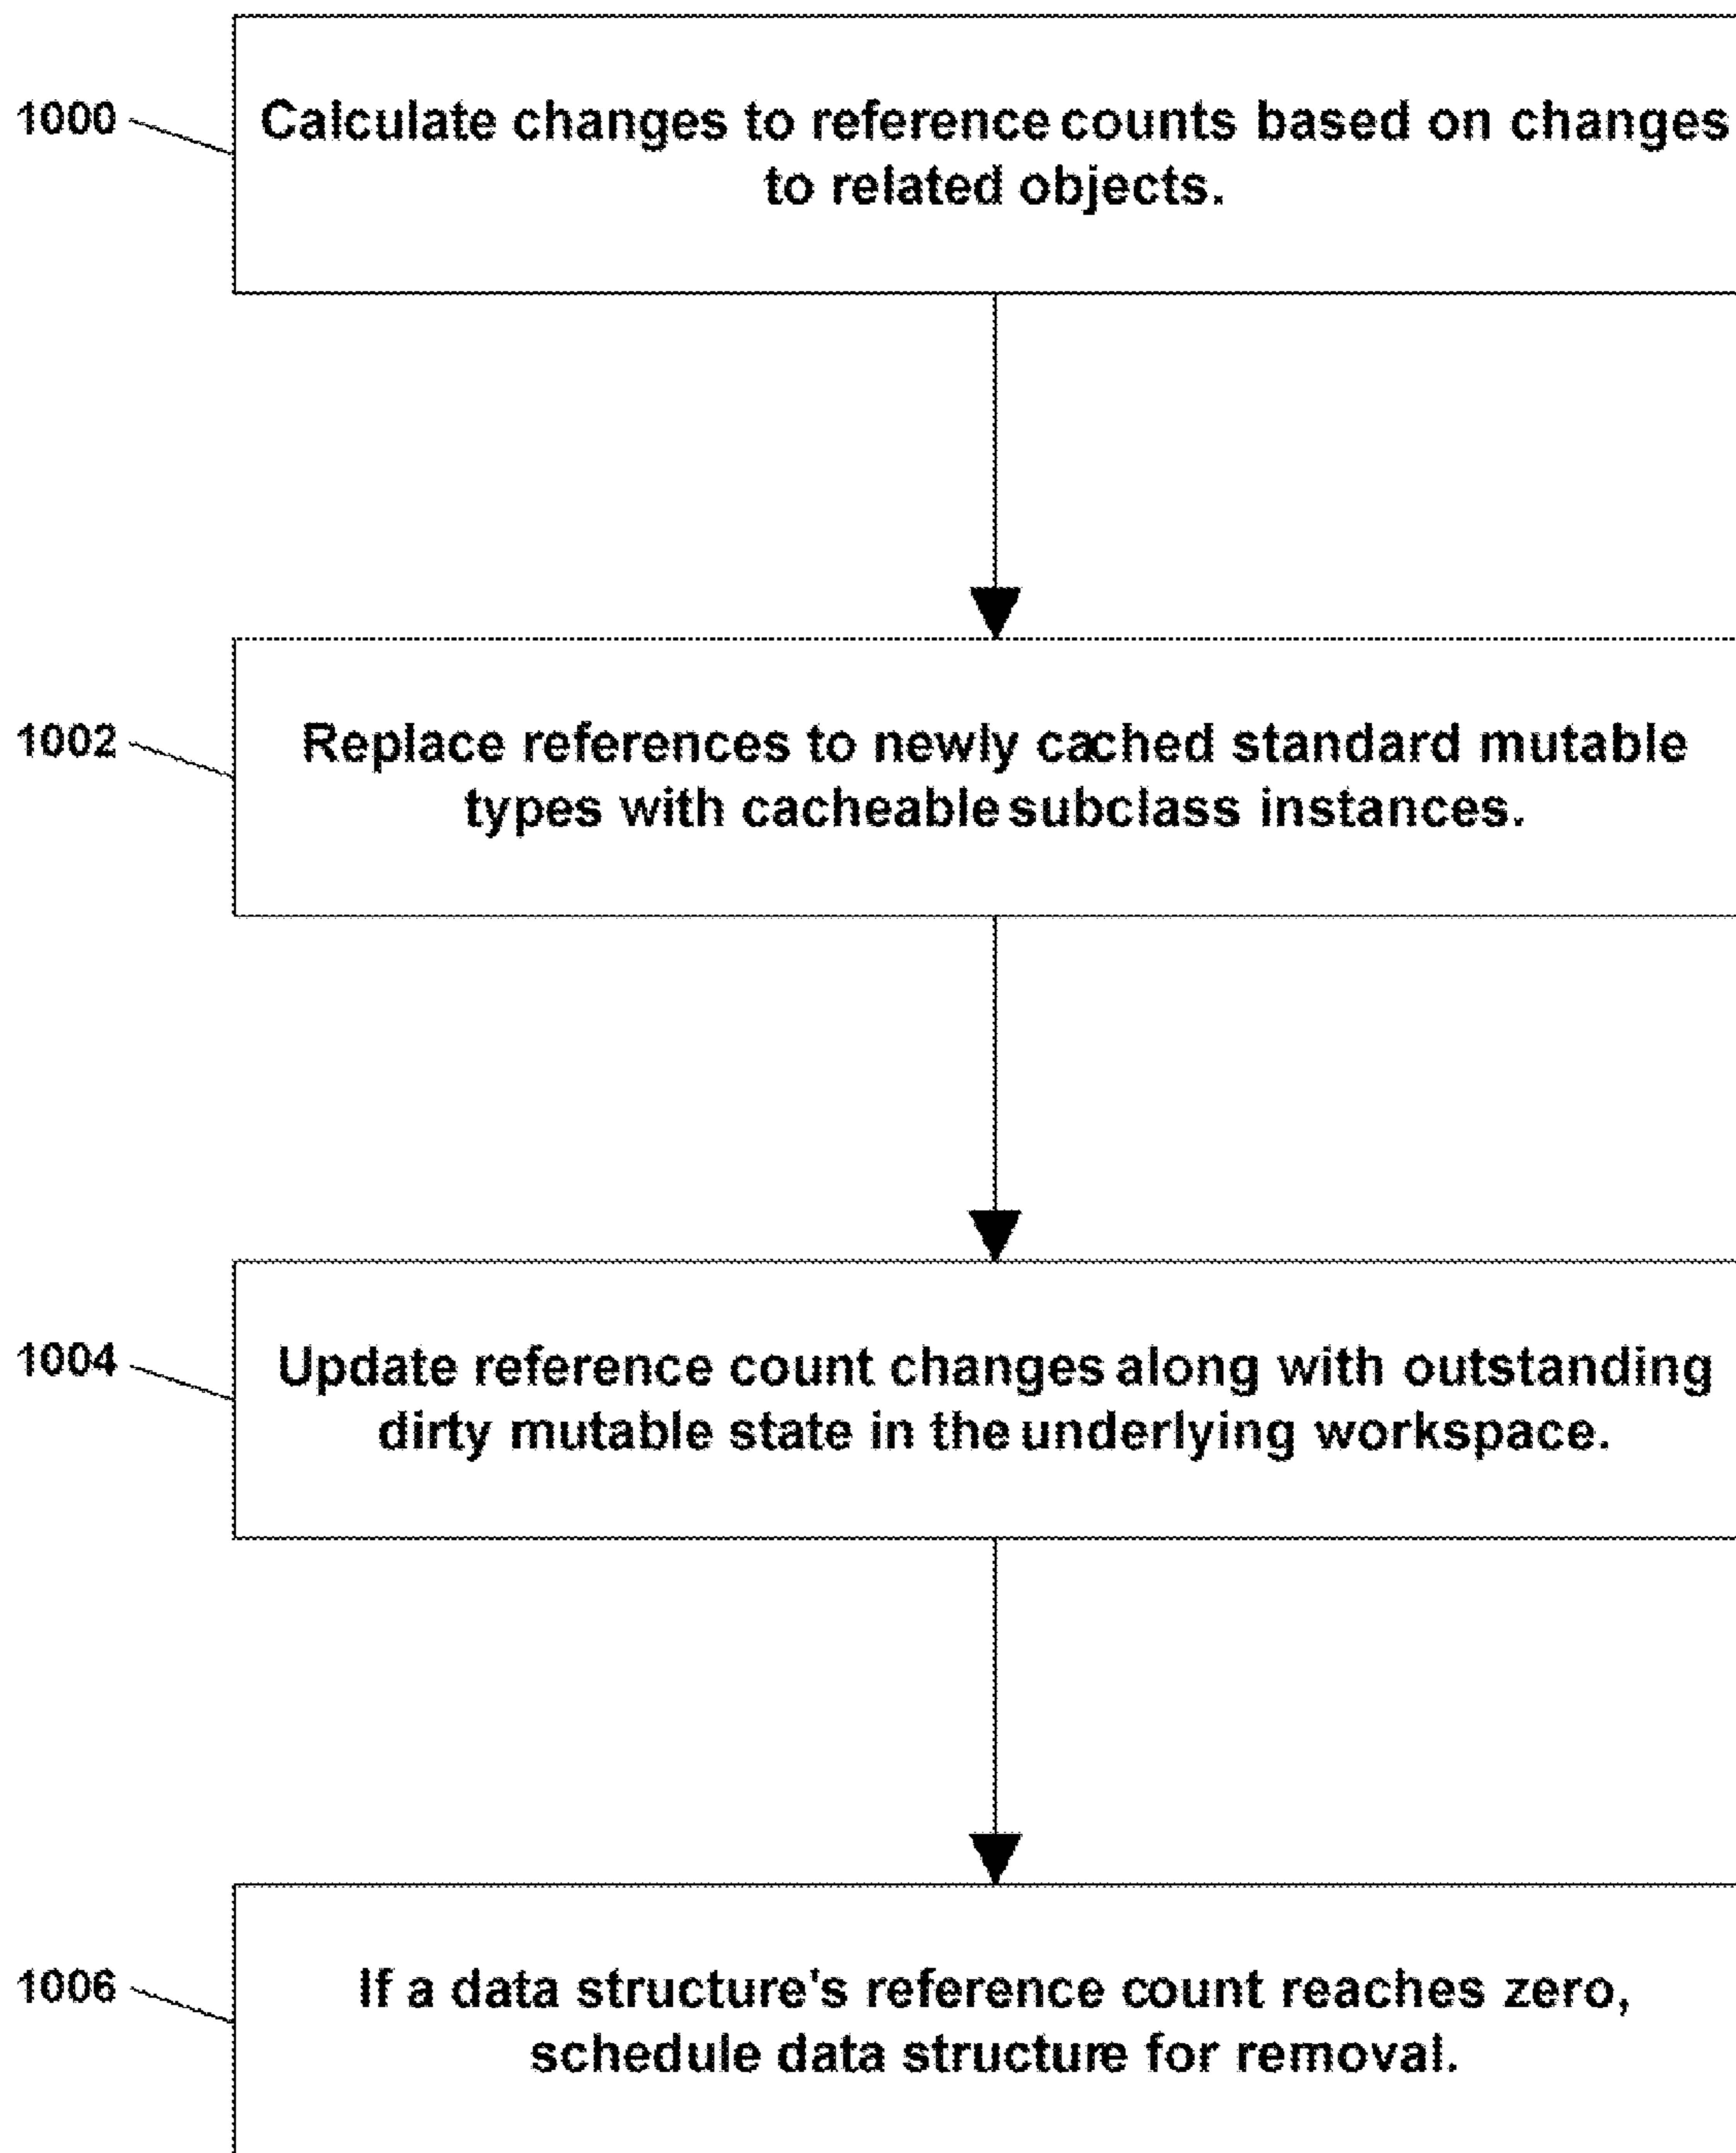 1000
Calculate changes to reference counts based on changes
to related objects.
1002
Replace references to newly cached standard mutable
types with cacheable subclass instances.
1004
Update reference count changes along with outstanding
dirty mutable state in the underlying workspace.
1006
If a data structure's reference count reaches zero,
schedule data structure for removal.